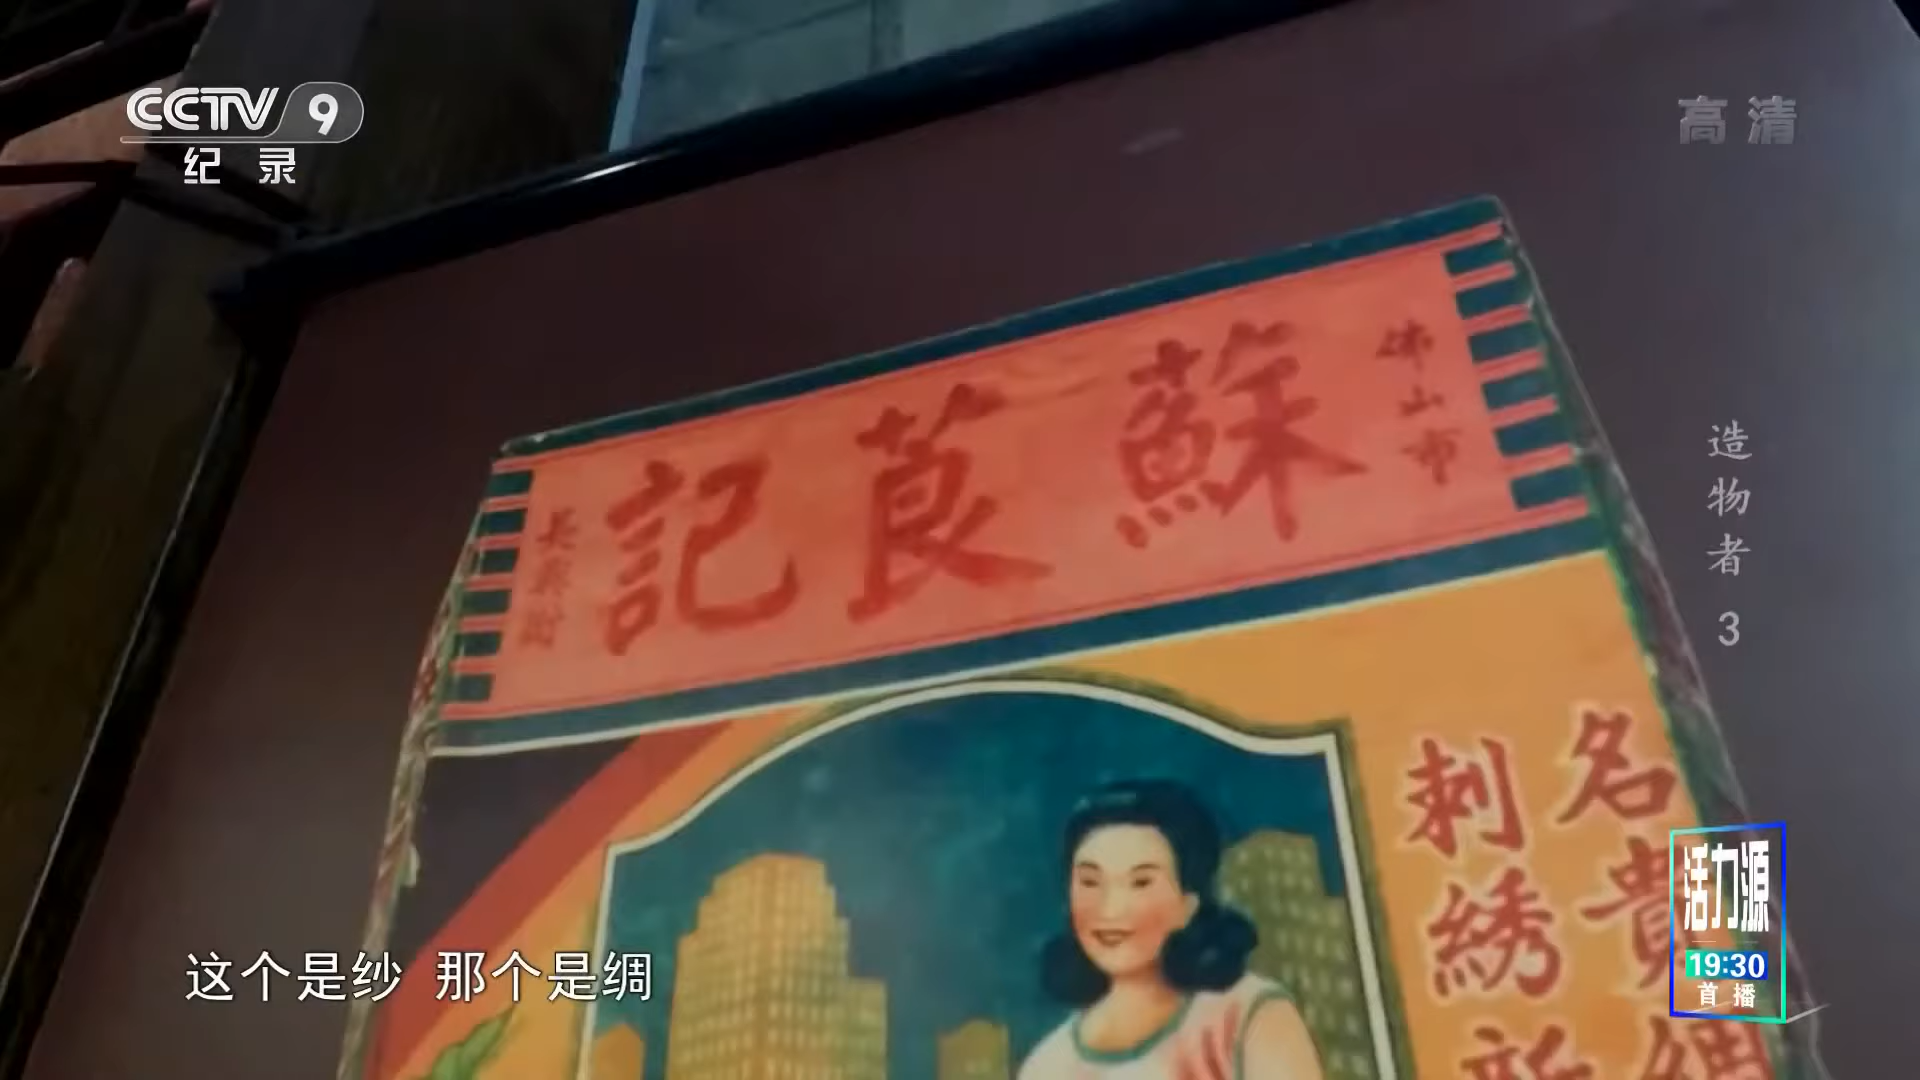 CCTV 9
纪录
高清
造物者 3
佛山市
蘇莨記
長興街
名貴綢
刺綉新
活力源
19:30
首播
这个是纱 那个是绸